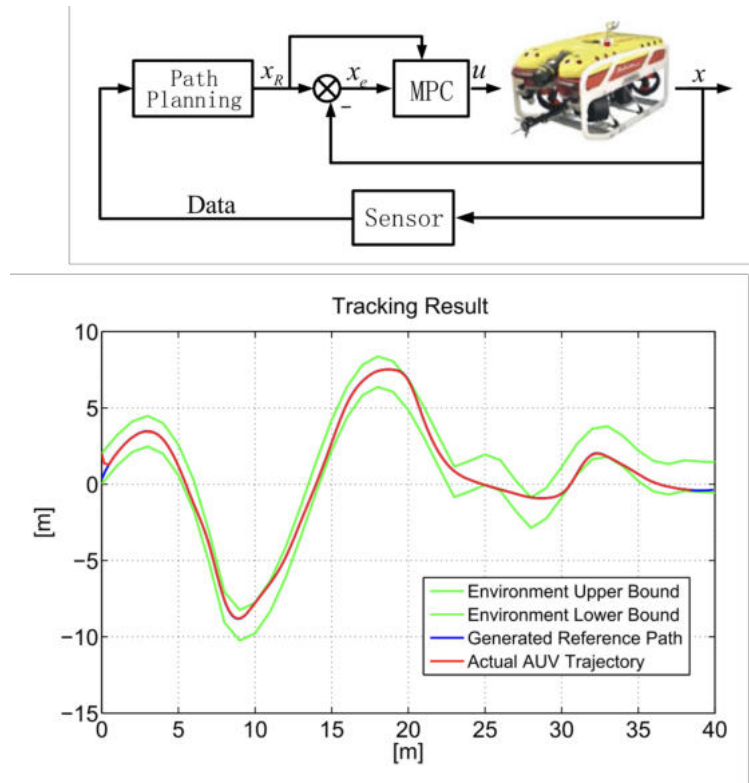 Path
Planning
x_R
x_e
−
MPC
u
x
Data
Sensor
Tracking Result
10
5
0
−5
−10
−15
[m]
Environment Upper Bound
Environment Lower Bound
Generated Reference Path
Actual AUV Trajectory
0 5 10 15 20 25 30 35 40
[m]